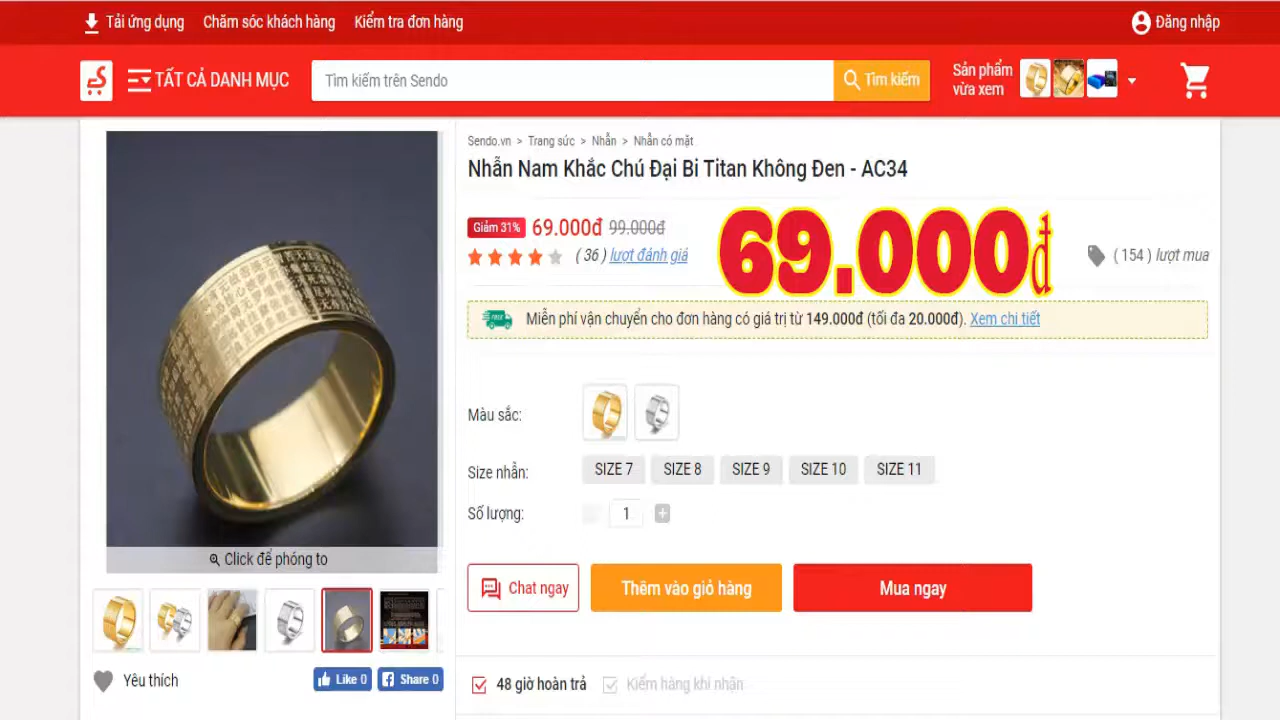 Tải ứng dụng Chăm sóc khách hàng Kiểm tra đơn hàng Đăng nhập
TẤT CẢ DANH MỤC Tìm kiếm trên Sendo Tìm kiếm
Sản phẩm
vừa xem
Sendo.vn > Trang sức > Nhẫn > Nhẫn có mặt
Nhẫn Nam Khắc Chú Đại Bi Titan Không Đen - AC34
Giảm 31% 69.000đ 99.000đ
69.000đ
( 36 ) lượt đánh giá
( 154 ) lượt mua
FREE
Miễn phí vận chuyển cho đơn hàng có giá trị từ 149.000đ (tối đa 20.000đ). Xem chi tiết
Màu sắc:
Size nhẫn: SIZE 7 SIZE 8 SIZE 9 SIZE 10 SIZE 11
Số lượng: 1 +
Click để phóng to
Chat ngay Thêm vào giỏ hàng Mua ngay
Yêu thích Like 0 Share 0
48 giờ hoàn trả Kiểm hàng khi nhận